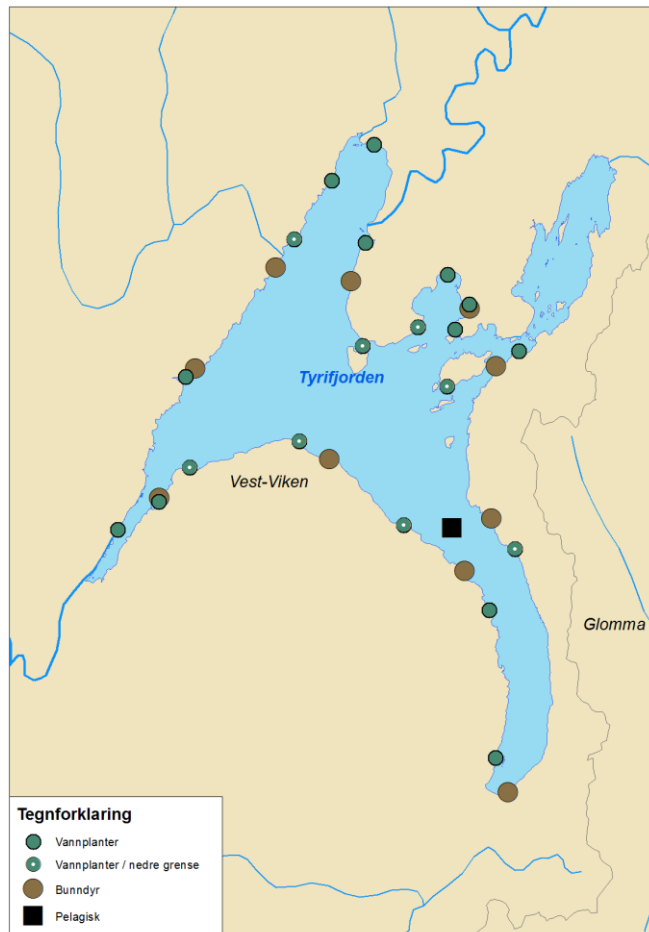 Tyrifjorden
Vest-Viken
Glomma
Tegnforklaring
Vannplanter
Vannplanter / nedre grense
Bunndyr
Pelagisk